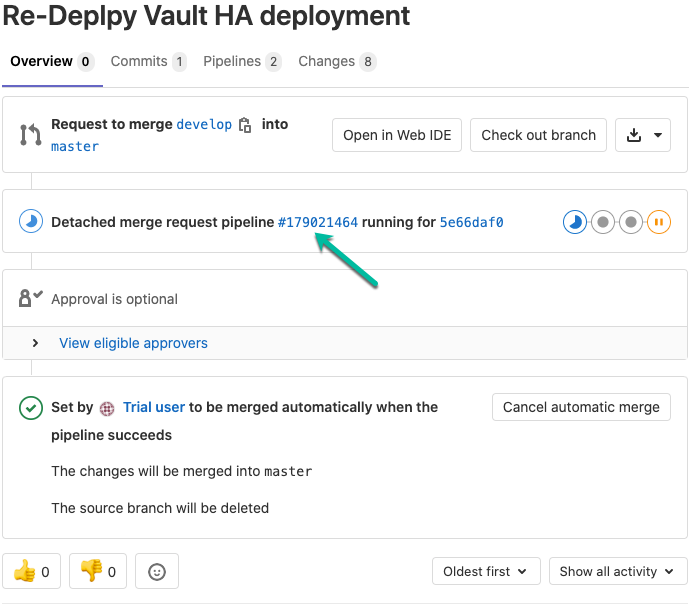 Re-Deplpy Vault HA deployment
Overview 0 Commits 1 Pipelines 2 Changes 8
Request to merge develop into
master
Open in Web IDE Check out branch
Detached merge request pipeline #179021464 running for 5e66daf0
Approval is optional
View eligible approvers
Set by Trial user to be merged automatically when the
pipeline succeeds
Cancel automatic merge
The changes will be merged into master
The source branch will be deleted
0 0 Oldest first Show all activity